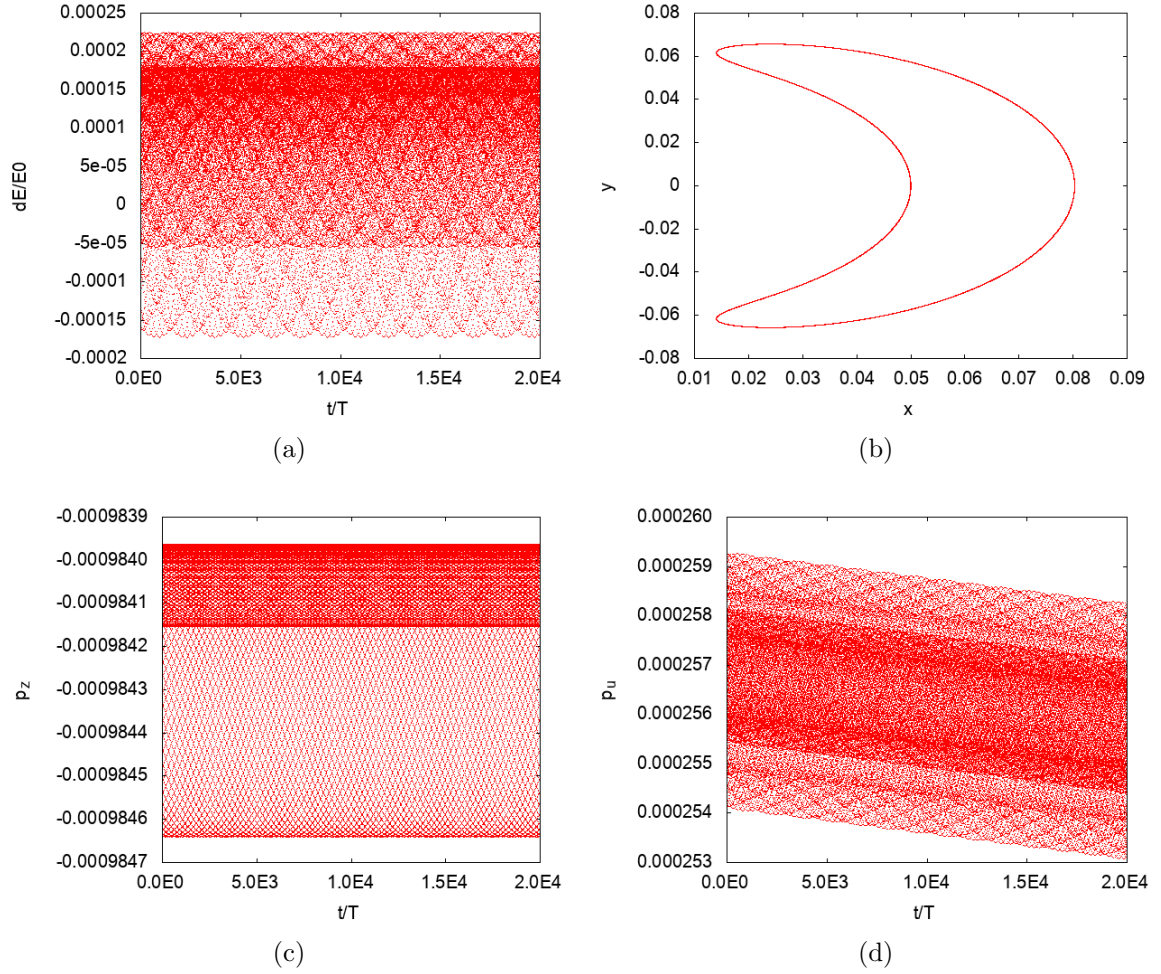 0.00025
0.0002
0.00015
0.0001
5e-05
0
-5e-05
-0.0001
-0.00015
-0.0002
dE/E0
0.0E0 5.0E3 1.0E4 1.5E4 2.0E4
t/T
(a)
0.08
0.06
0.04
0.02
0
-0.02
-0.04
-0.06
-0.08
y
0.01 0.02 0.03 0.04 0.05 0.06 0.07 0.08 0.09
x
(b)
-0.0009839
-0.0009840
-0.0009841
-0.0009842
-0.0009843
-0.0009844
-0.0009845
-0.0009846
-0.0009847
p_z
0.0E0 5.0E3 1.0E4 1.5E4 2.0E4
t/T
(c)
0.000260
0.000259
0.000258
0.000257
0.000256
0.000255
0.000254
0.000253
p_u
0.0E0 5.0E3 1.0E4 1.5E4 2.0E4
t/T
(d)